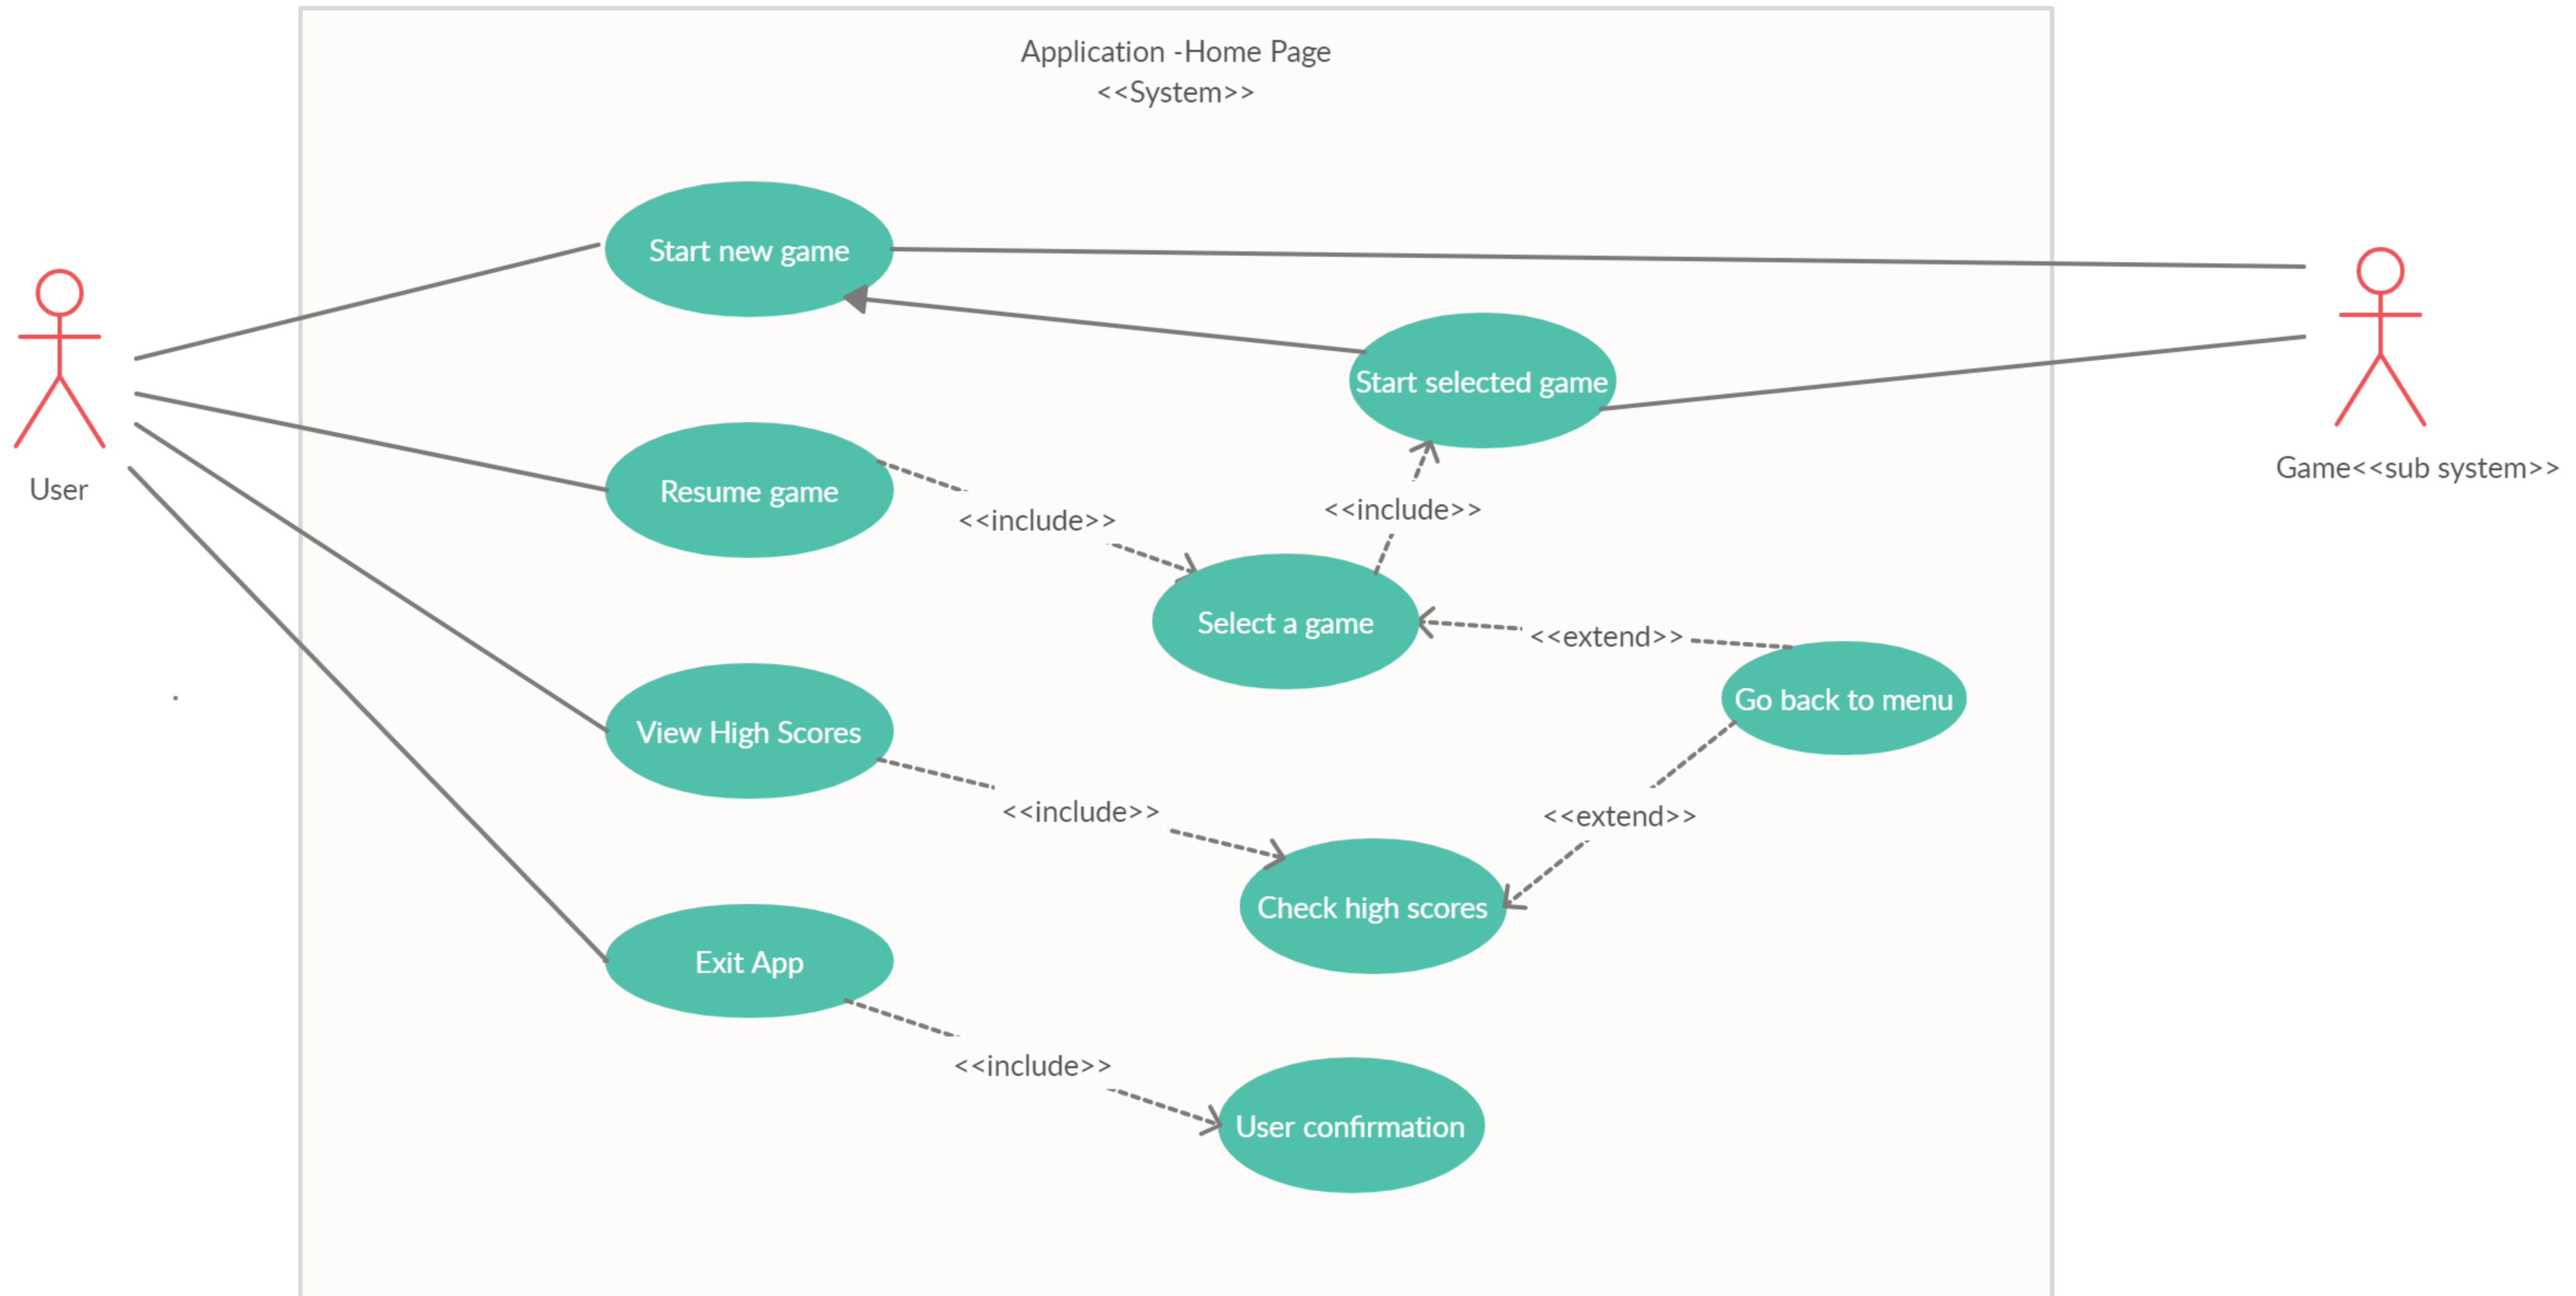 Application -Home Page
<<System>>
Start new game
Start selected game
User
Resume game
Game<<sub system>>
<<include>>
<<include>>
Select a game
<<extend>>
Go back to menu
View High Scores
<<include>>
<<extend>>
Check high scores
Exit App
<<include>>
User confirmation